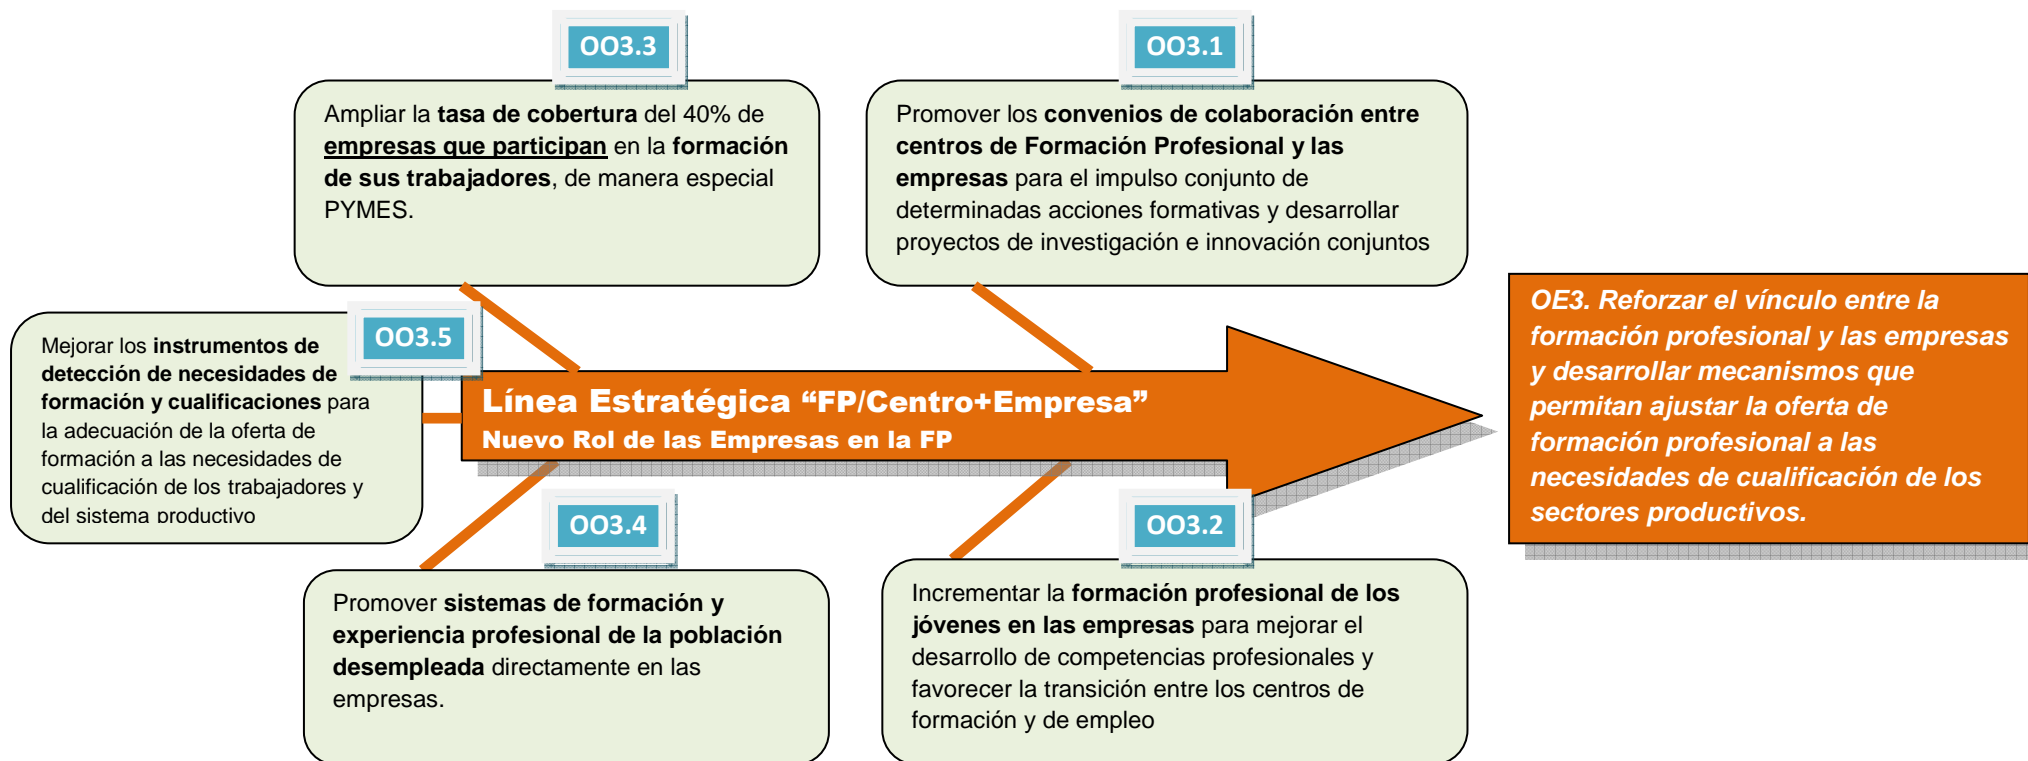 OO3.3
Ampliar la tasa de cobertura del 40% de
empresas que participan en la formación
de sus trabajadores, de manera especial
PYMES.
OO3.1
Promover los convenios de colaboración entre
centros de Formación Profesional y las
empresas para el impulso conjunto de
determinadas acciones formativas y desarrollar
proyectos de investigación e innovación conjuntos
OO3.5
Mejorar los instrumentos de
detección de necesidades de
formación y cualificaciones para
la adecuación de la oferta de
formación a las necesidades de
cualificación de los trabajadores y
del sistema productivo
Línea Estratégica “FP/Centro+Empresa”
Nuevo Rol de las Empresas en la FP
OE3. Reforzar el vínculo entre la
formación profesional y las empresas
y desarrollar mecanismos que
permitan ajustar la oferta de
formación profesional a las
necesidades de cualificación de los
sectores productivos.
OO3.4
Promover sistemas de formación y
experiencia profesional de la población
desempleada directamente en las
empresas.
OO3.2
Incrementar la formación profesional de los
jóvenes en las empresas para mejorar el
desarrollo de competencias profesionales y
favorecer la transición entre los centros de
formación y de empleo